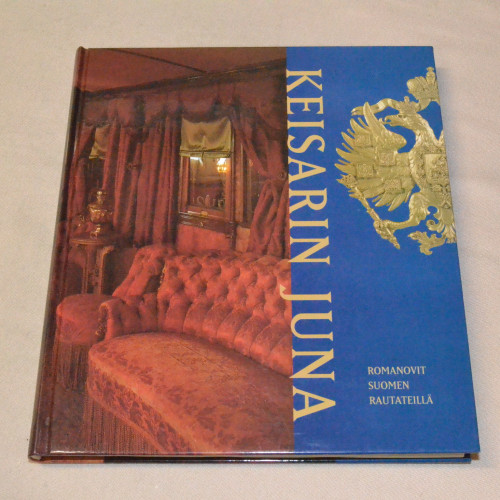 KEISARIN JUNA
ROMANOVIT
SUOMEN
RAUTATEILLÄ